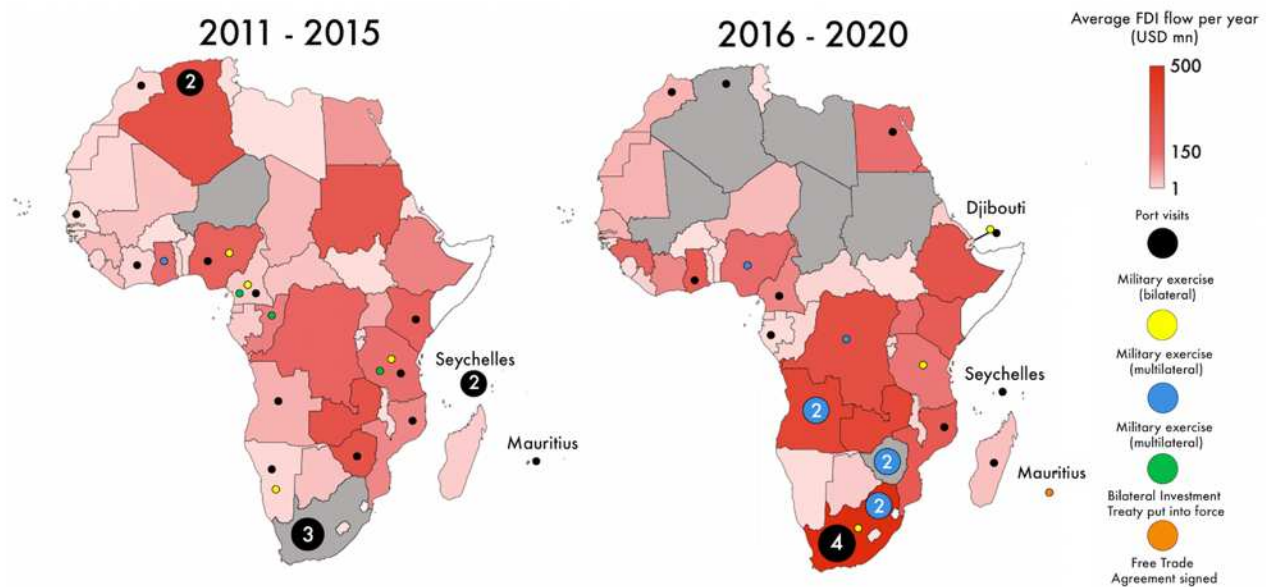 2011 - 2015
2016 - 2020
Average FDI flow per year
(USD mn)
500
150
1
2
Djibouti
Port visits
Military exercise
(bilateral)
Seychelles
2
Seychelles
Military exercise
(multilateral)
2
Mauritius
2
Mauritius
Military exercise
(multilateral)
2
3
4
Bilateral Investment
Treaty put into force
Free Trade
Agreement signed